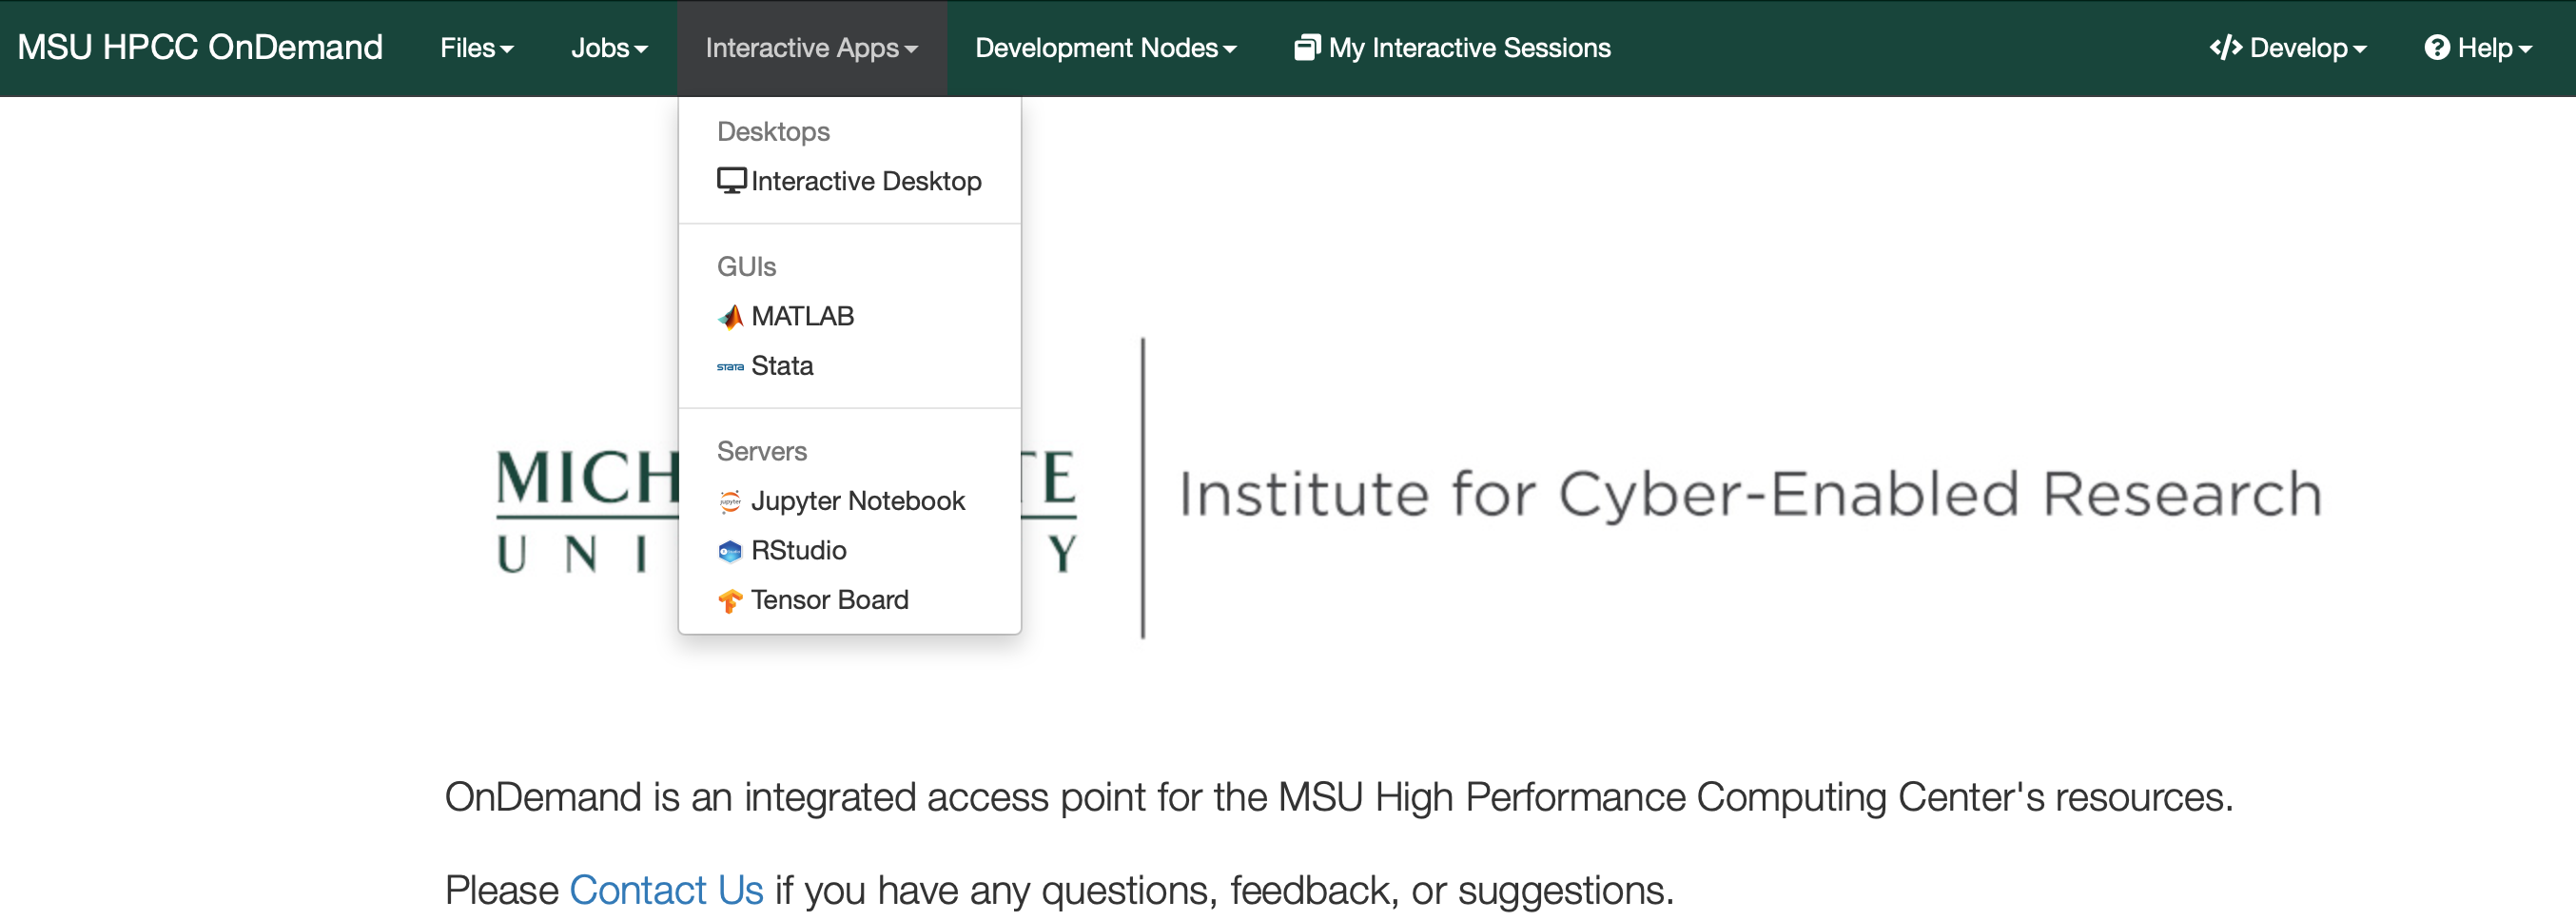 MSU HPCC OnDemand Files Jobs Interactive Apps Development Nodes My Interactive Sessions </> Develop ? Help
Desktops
Interactive Desktop
GUIs
MATLAB
STATA Stata
Servers
jupyter Jupyter Notebook
RStudio
Tensor Board
MICH TE
UNI Y
Institute for Cyber-Enabled Research
OnDemand is an integrated access point for the MSU High Performance Computing Center's resources.
Please Contact Us if you have any questions, feedback, or suggestions.